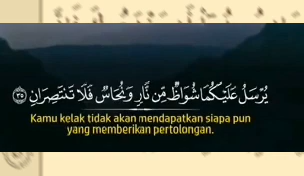 يُرْسَلُ عَلَيْكُمَا شُوَاظٌ مِّن نَّارٍ وَنُحَاسٌ فَلَا تَنتَصِرَانِ ٣٥
Kamu kelak tidak akan mendapatkan siapa pun
yang memberikan pertolongan.